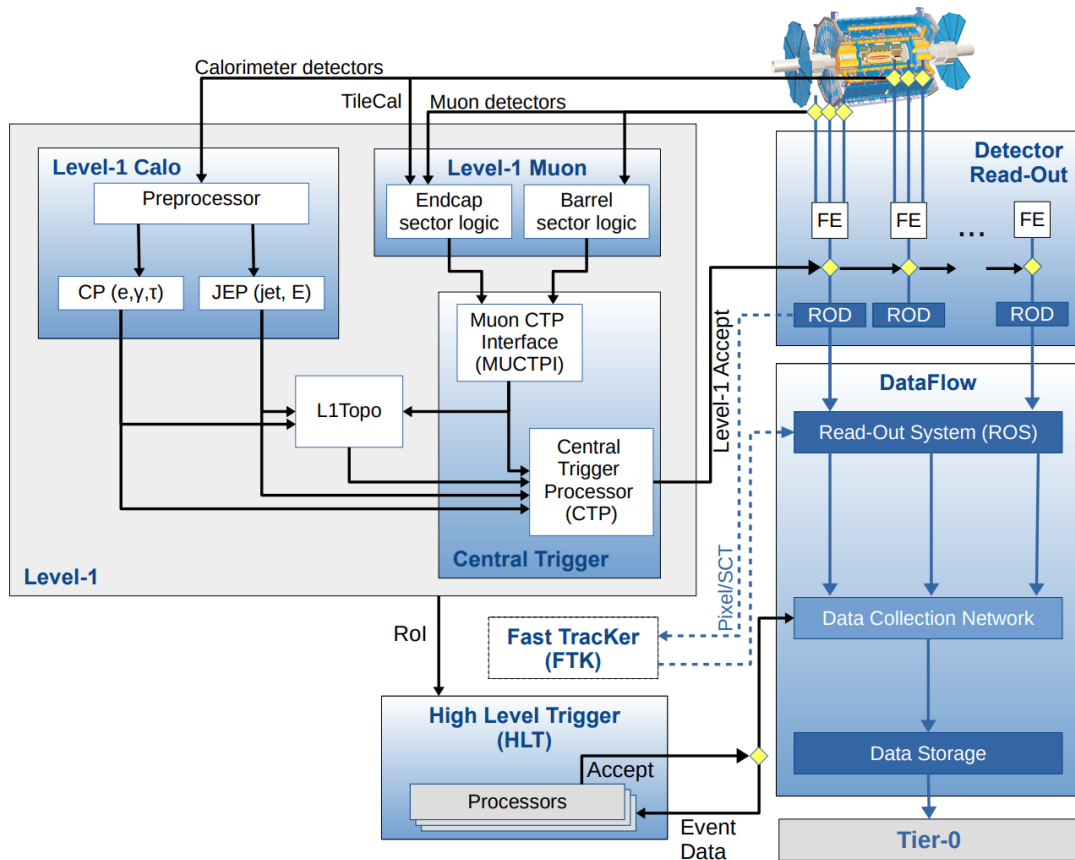 Calorimeter detectors
TileCal
Muon detectors
Level-1 Calo
Preprocessor
CP (e,γ,τ)
JEP (jet, E)
Level-1 Muon
Endcap
sector logic
Barrel
sector logic
Muon CTP
Interface
(MUCTPI)
L1Topo
Central
Trigger
Processor
(CTP)
Central Trigger
Level-1
Level-1 Accept
Detector
Read-Out
FE
FE
...
FE
ROD
ROD
ROD
DataFlow
Read-Out System (ROS)
Pixel/SCT
Data Collection Network
RoI
Fast TracKer
(FTK)
High Level Trigger
(HLT)
Accept
Processors
Event
Data
Data Storage
Tier-0